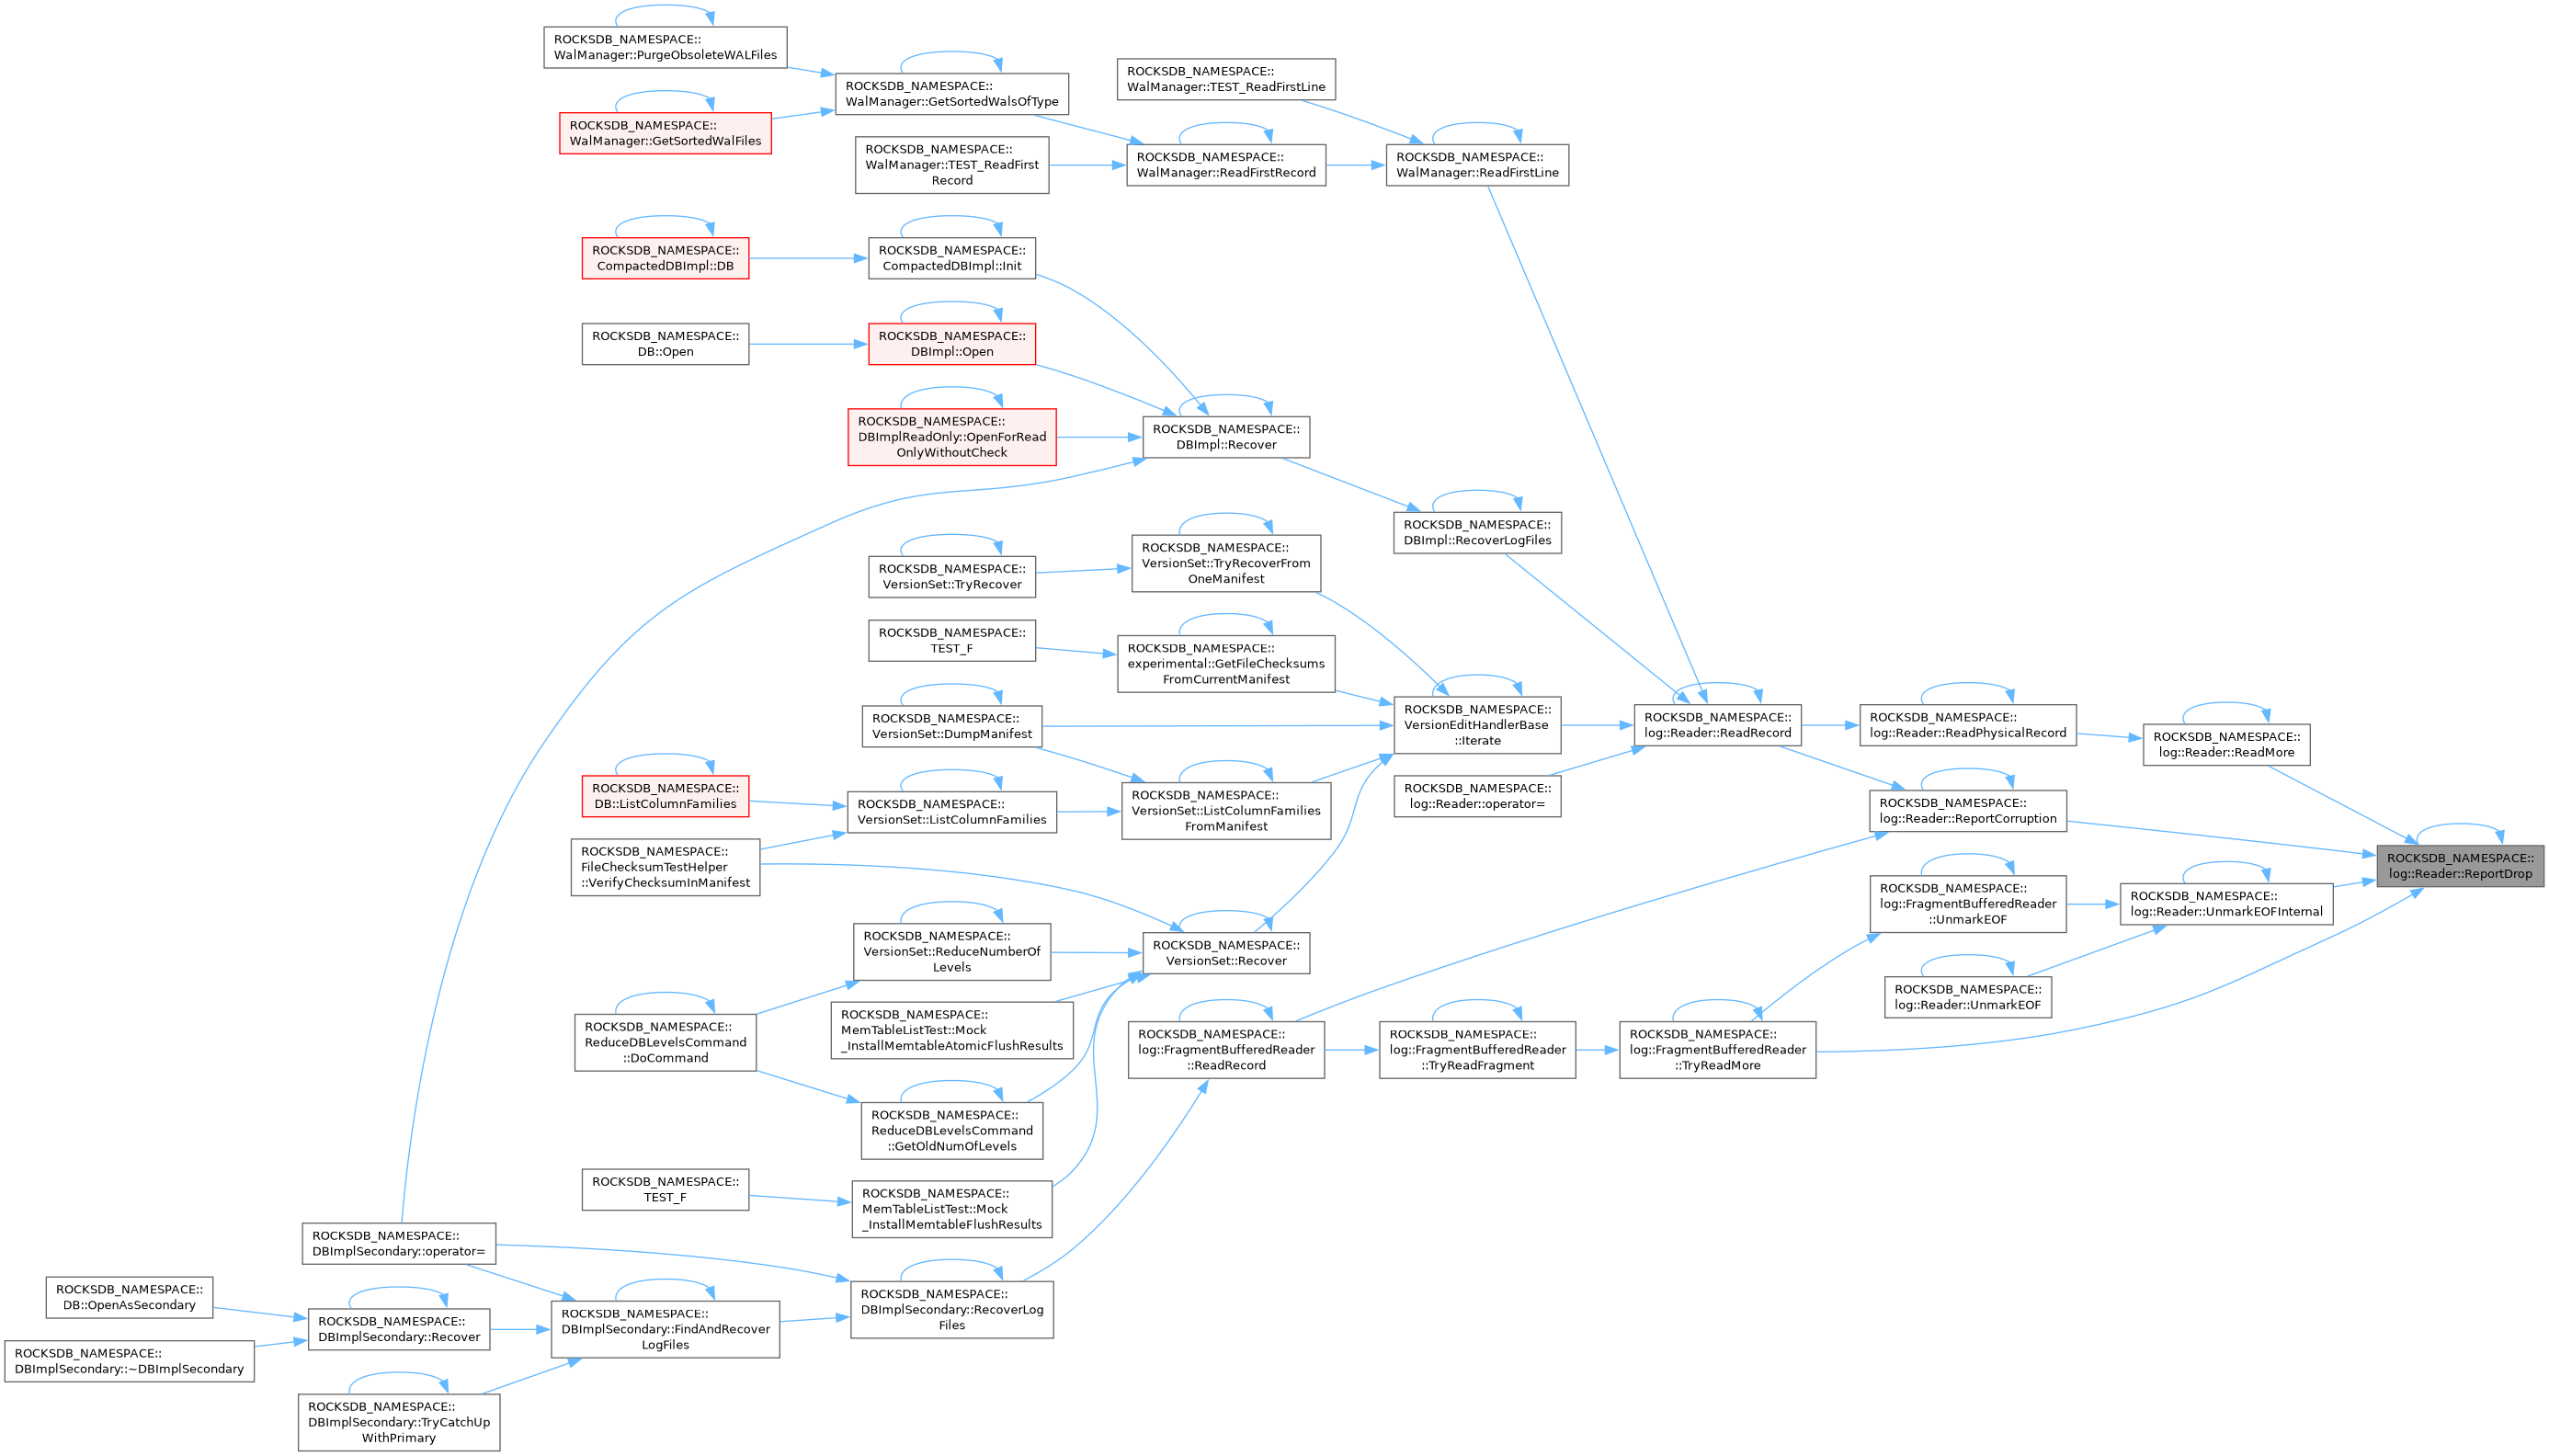 ROCKSDB_NAMESPACE::
WalManager::PurgeObsoleteWALFiles
ROCKSDB_NAMESPACE::
WalManager::GetSortedWalsOfType
ROCKSDB_NAMESPACE::
WalManager::TEST_ReadFirstLine
ROCKSDB_NAMESPACE::
WalManager::GetSortedWalFiles
ROCKSDB_NAMESPACE::
WalManager::TEST_ReadFirst
Record
ROCKSDB_NAMESPACE::
WalManager::ReadFirstRecord
ROCKSDB_NAMESPACE::
WalManager::ReadFirstLine
ROCKSDB_NAMESPACE::
CompactedDBImpl::DB
ROCKSDB_NAMESPACE::
CompactedDBImpl::Init
ROCKSDB_NAMESPACE::
DB::Open
ROCKSDB_NAMESPACE::
DBImpl::Open
ROCKSDB_NAMESPACE::
DBImplReadOnly::OpenForRead
OnlyWithoutCheck
ROCKSDB_NAMESPACE::
DBImpl::Recover
ROCKSDB_NAMESPACE::
DBImpl::RecoverLogFiles
ROCKSDB_NAMESPACE::
VersionSet::TryRecover
ROCKSDB_NAMESPACE::
VersionSet::TryRecoverFrom
OneManifest
ROCKSDB_NAMESPACE::
TEST_F
ROCKSDB_NAMESPACE::
experimental::GetFileChecksums
FromCurrentManifest
ROCKSDB_NAMESPACE::
VersionSet::DumpManifest
ROCKSDB_NAMESPACE::
VersionEditHandlerBase
::Iterate
ROCKSDB_NAMESPACE::
log::Reader::ReadRecord
ROCKSDB_NAMESPACE::
log::Reader::ReadPhysicalRecord
ROCKSDB_NAMESPACE::
log::Reader::ReadMore
ROCKSDB_NAMESPACE::
DB::ListColumnFamilies
ROCKSDB_NAMESPACE::
VersionSet::ListColumnFamilies
ROCKSDB_NAMESPACE::
VersionSet::ListColumnFamilies
FromManifest
ROCKSDB_NAMESPACE::
log::Reader::operator=
ROCKSDB_NAMESPACE::
log::Reader::ReportCorruption
ROCKSDB_NAMESPACE::
FileChecksumTestHelper
::VerifyChecksumInManifest
ROCKSDB_NAMESPACE::
log::Reader::ReportDrop
ROCKSDB_NAMESPACE::
log::FragmentBufferedReader
::UnmarkEOF
ROCKSDB_NAMESPACE::
log::Reader::UnmarkEOFInternal
ROCKSDB_NAMESPACE::
VersionSet::ReduceNumberOf
Levels
ROCKSDB_NAMESPACE::
VersionSet::Recover
ROCKSDB_NAMESPACE::
log::Reader::UnmarkEOF
ROCKSDB_NAMESPACE::
ReduceDBLevelsCommand
::DoCommand
ROCKSDB_NAMESPACE::
MemTableListTest::Mock
_InstallMemtableAtomicFlushResults
ROCKSDB_NAMESPACE::
log::FragmentBufferedReader
::ReadRecord
ROCKSDB_NAMESPACE::
log::FragmentBufferedReader
::TryReadFragment
ROCKSDB_NAMESPACE::
log::FragmentBufferedReader
::TryReadMore
ROCKSDB_NAMESPACE::
ReduceDBLevelsCommand
::GetOldNumOfLevels
ROCKSDB_NAMESPACE::
TEST_F
ROCKSDB_NAMESPACE::
MemTableListTest::Mock
_InstallMemtableFlushResults
ROCKSDB_NAMESPACE::
DBImplSecondary::operator=
ROCKSDB_NAMESPACE::
DB::OpenAsSecondary
ROCKSDB_NAMESPACE::
DBImplSecondary::Recover
ROCKSDB_NAMESPACE::
DBImplSecondary::FindAndRecover
LogFiles
ROCKSDB_NAMESPACE::
DBImplSecondary::RecoverLog
Files
ROCKSDB_NAMESPACE::
DBImplSecondary::~DBImplSecondary
ROCKSDB_NAMESPACE::
DBImplSecondary::TryCatchUp
WithPrimary